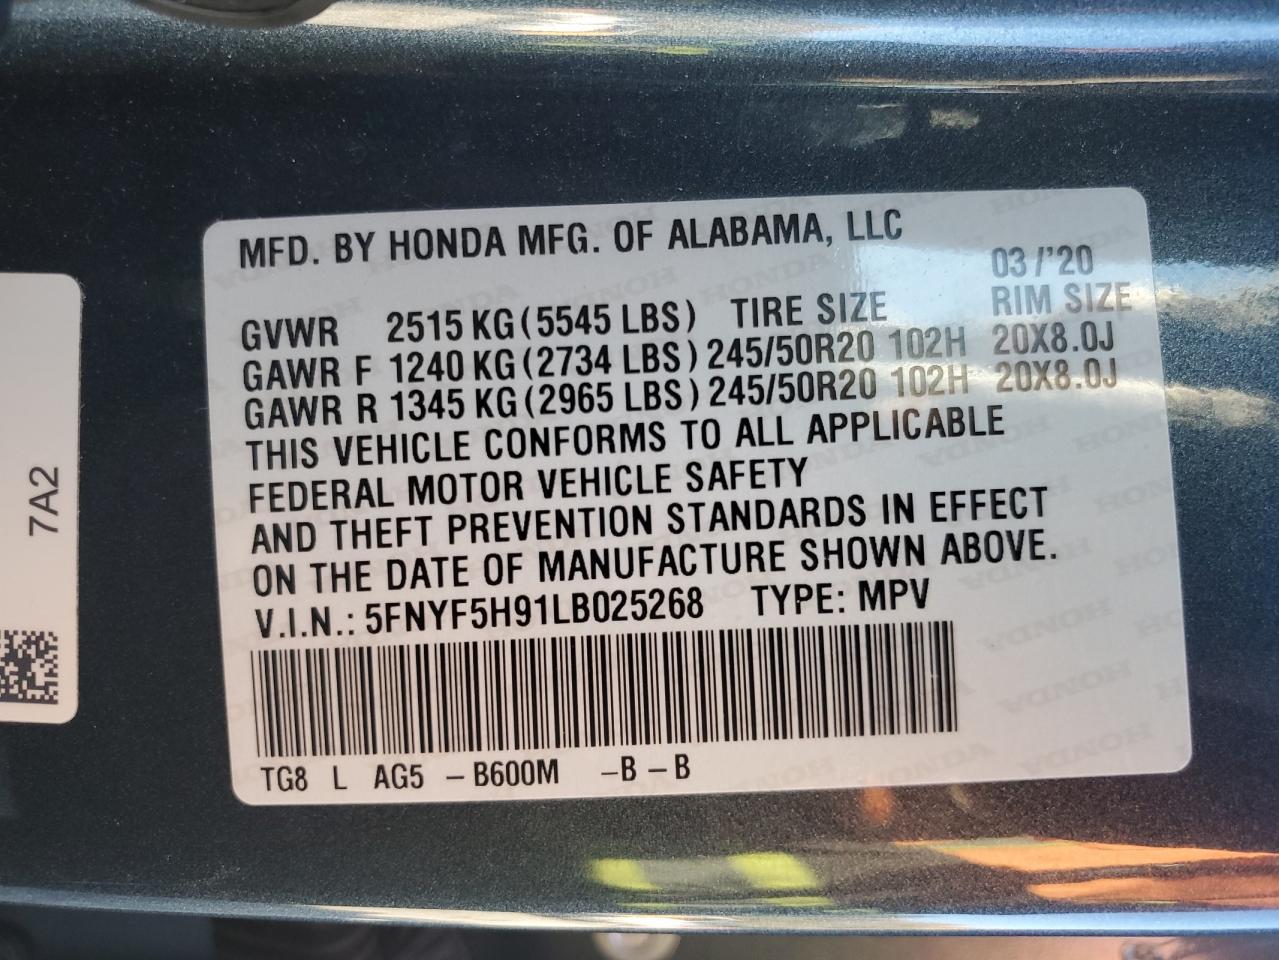 MFD. BY HONDA MFG. OF ALABAMA, LLC
03/'20
GVWR 2515 KG (5545 LBS) TIRE SIZE RIM SIZE
GAWR F 1240 KG (2734 LBS) 245/50R20 102H 20X8.0J
GAWR R 1345 KG (2965 LBS) 245/50R20 102H 20X8.0J
THIS VEHICLE CONFORMS TO ALL APPLICABLE
FEDERAL MOTOR VEHICLE SAFETY
AND THEFT PREVENTION STANDARDS IN EFFECT
ON THE DATE OF MANUFACTURE SHOWN ABOVE.
V.I.N.: 5FNYF5H91LB025268 TYPE: MPV
TG8 L AG5 -B600M -B-B
7A2